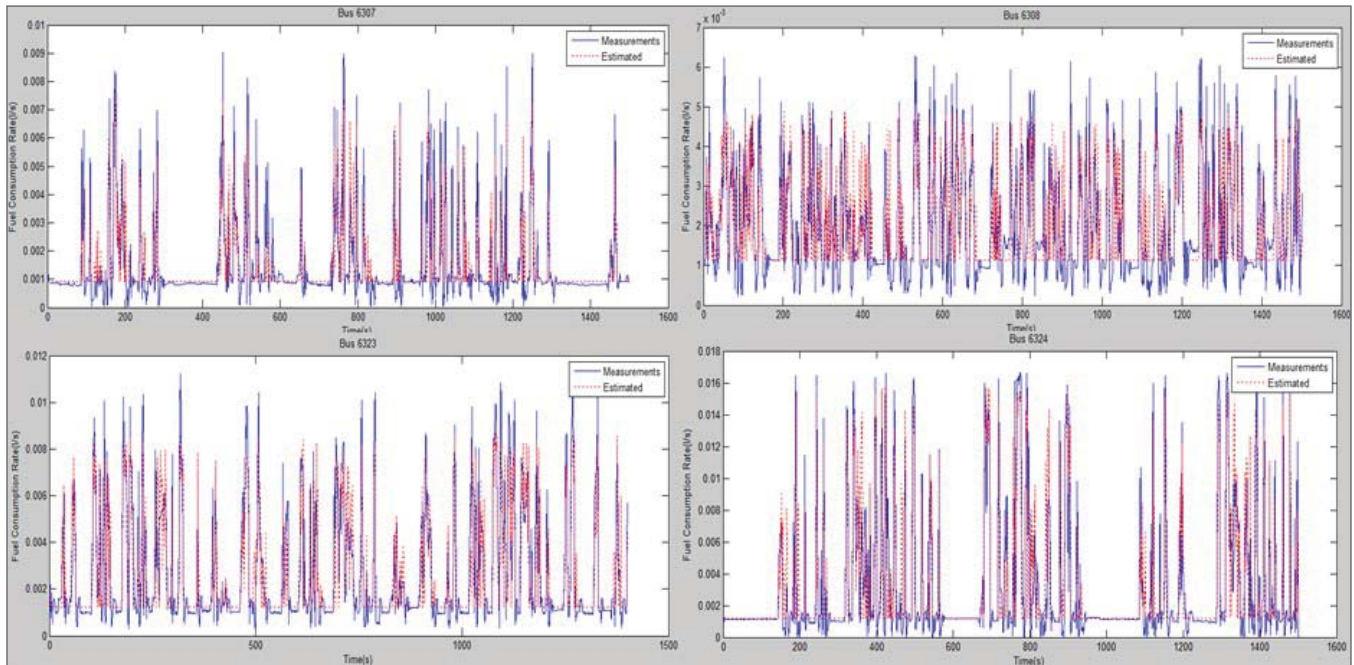 Bus 6307
0.01
0.009
0.008
0.007
0.006
0.005
0.004
0.003
0.002
0.001
0
Fuel Consumption Rate(l/s)
Measurements
Estimated
0 200 400 600 800 1000 1200 1400 1600
Time(s)
Bus 6308
x 10⁻³
7
6
5
4
3
2
1
0
Fuel Consumption Rate(l/s)
Measurements
Estimated
0 200 400 600 800 1000 1200 1400 1600
Time(s)
Bus 6323
0.012
0.01
0.008
0.006
0.004
0.002
0
Fuel Consumption Rate(l/s)
Measurements
Estimated
0 500 1000 1500
Time(s)
Bus 6324
0.018
0.016
0.014
0.012
0.01
0.008
0.006
0.004
0.002
0
Fuel Consumption Rate(l/s)
Measurements
Estimated
0 200 400 600 800 1000 1200 1400 1600
Time(s)